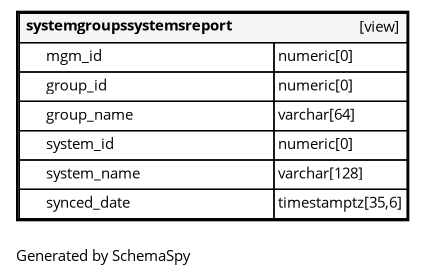 systemgroupssystemsreport [view]
mgm_id numeric[0]
group_id numeric[0]
group_name varchar[64]
system_id numeric[0]
system_name varchar[128]
synced_date timestamptz[35,6]
Generated by SchemaSpy